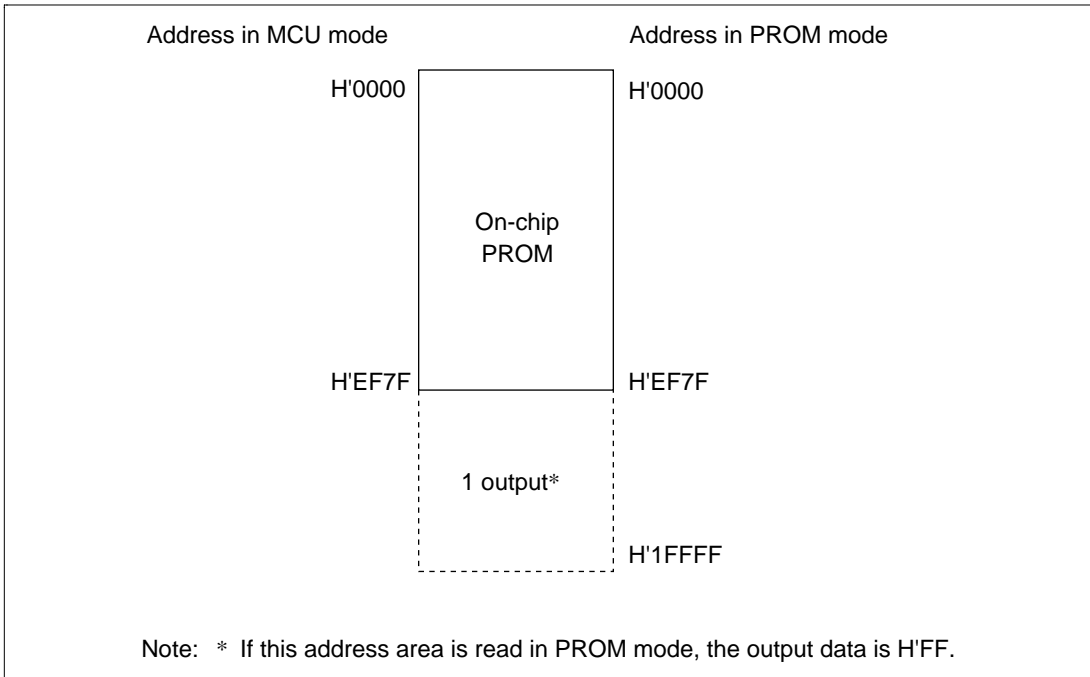 Address in MCU mode
Address in PROM mode
H'0000
H'0000
On-chip
PROM
H'EF7F
H'EF7F
1 output*
H'1FFFF
Note: * If this address area is read in PROM mode, the output data is H'FF.